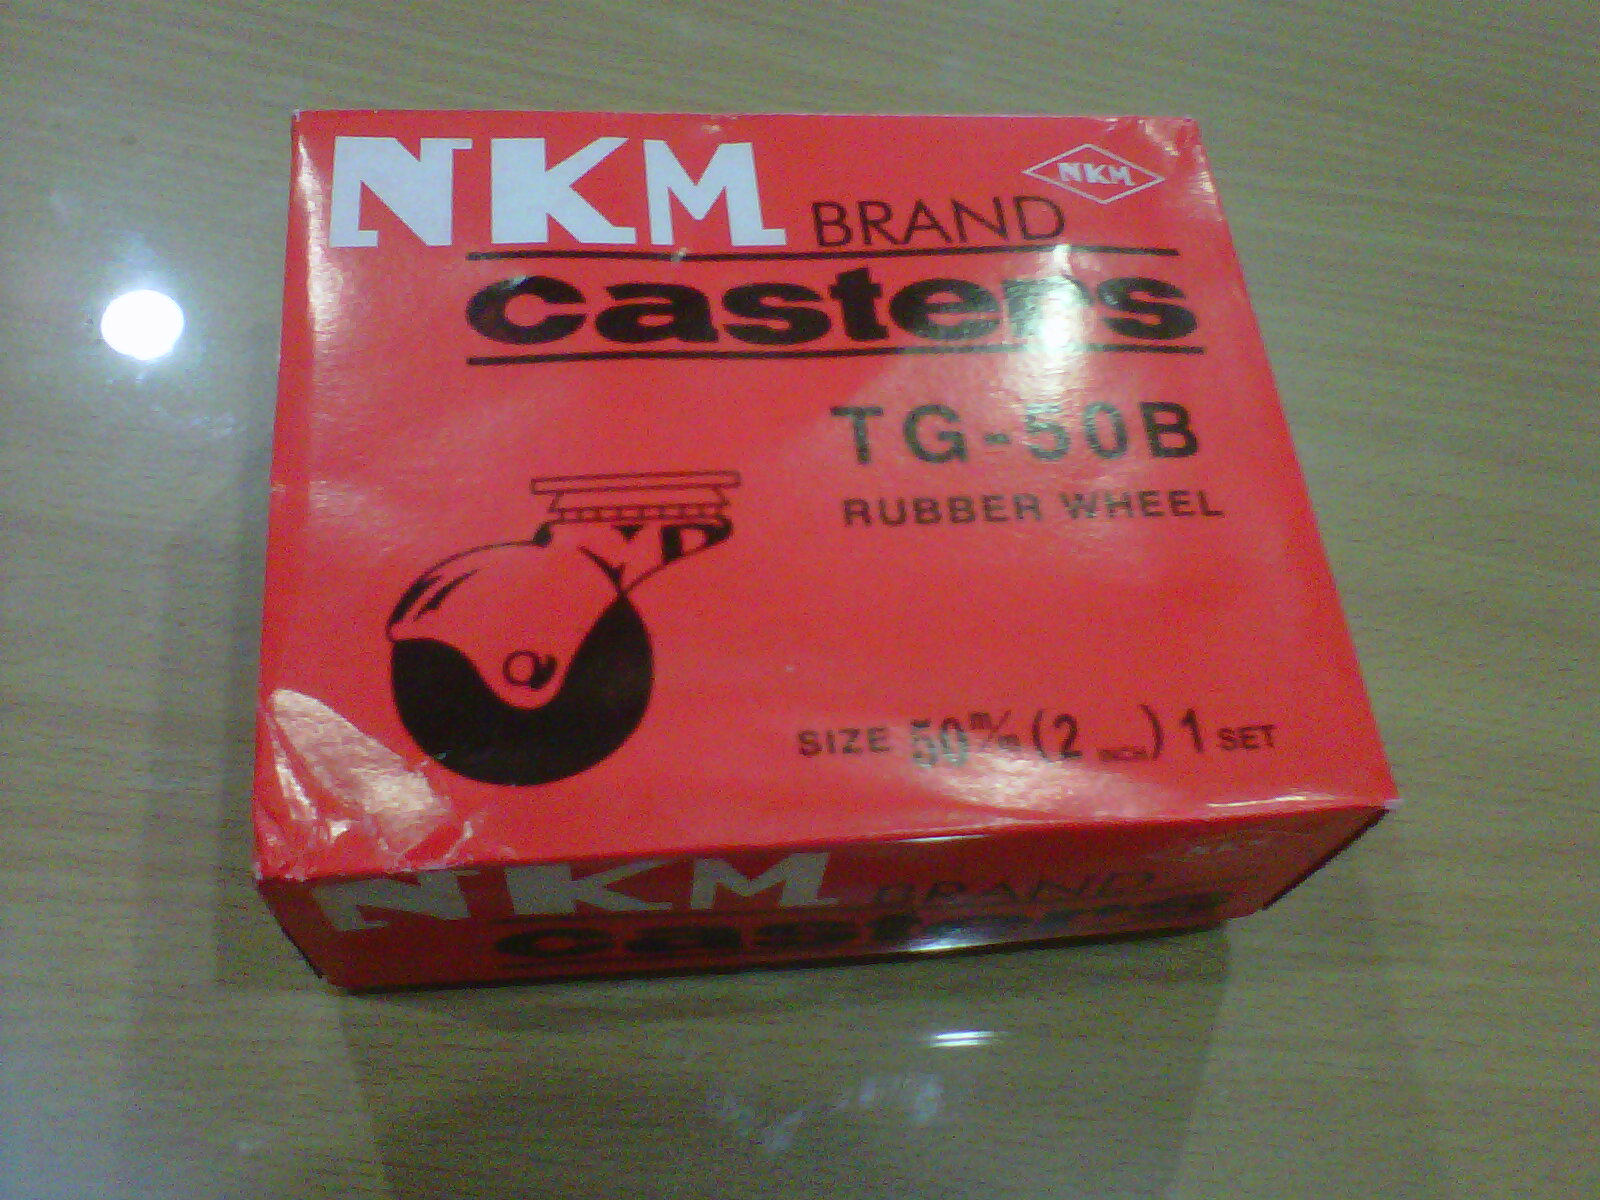 NKM BRAND
NKM
casters
TG-50B
RUBBER WHEEL
SIZE 50 m/m (2 INCH) 1 SET
NKM BRAND
casters